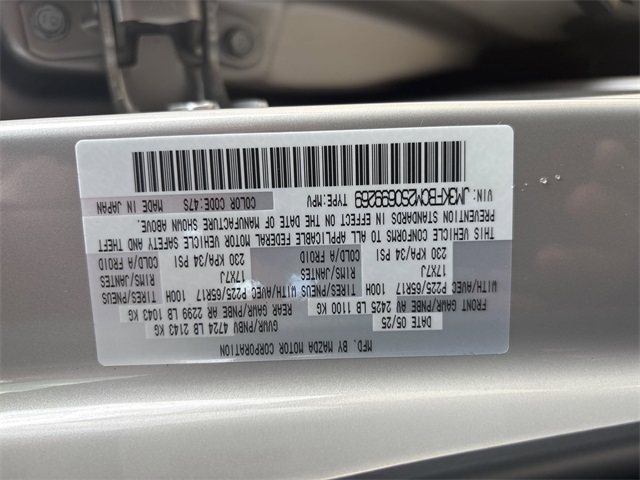 MFD. BY MAZDA MOTOR CORPORATION
DATE 05/25 GVWR/PNBV 4724 LB 2143 KG
FRONT GAWR/PNBE AV 2425 LB 1100 KG REAR GAWR/PNBE AR 2299 LB 1043 KG
WITH/AVEC TIRES/PNEUS P225/65R17 100H WITH/AVEC TIRES/PNEUS P225/65R17 100H
RIMS/JANTES 17X7J RIMS/JANTES 17X7J
COLD/A FROID 230 KPA/34 PSI COLD/A FROID 230 KPA/34 PSI
THIS VEHICLE CONFORMS TO ALL APPLICABLE FEDERAL MOTOR VEHICLE SAFETY AND THEFT
PREVENTION STANDARDS IN EFFECT ON THE DATE OF MANUFACTURE SHOWN ABOVE.
VIN: JM3KFBCM2S0699269 TYPE:MPV COLOR CODE:47S MADE IN JAPAN